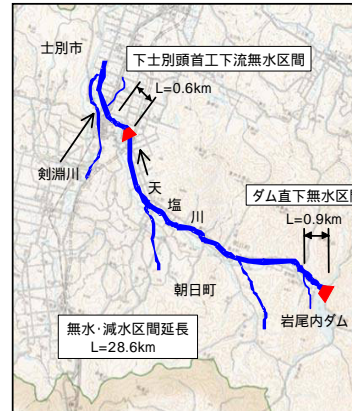 士別市
下士別頭首工下流無水区間
L=0.6km
剣淵川
天塩川
ダム直下無水区間
L=0.9km
朝日町
岩尾内ダム
無水･減水区間延長
L=28.6km